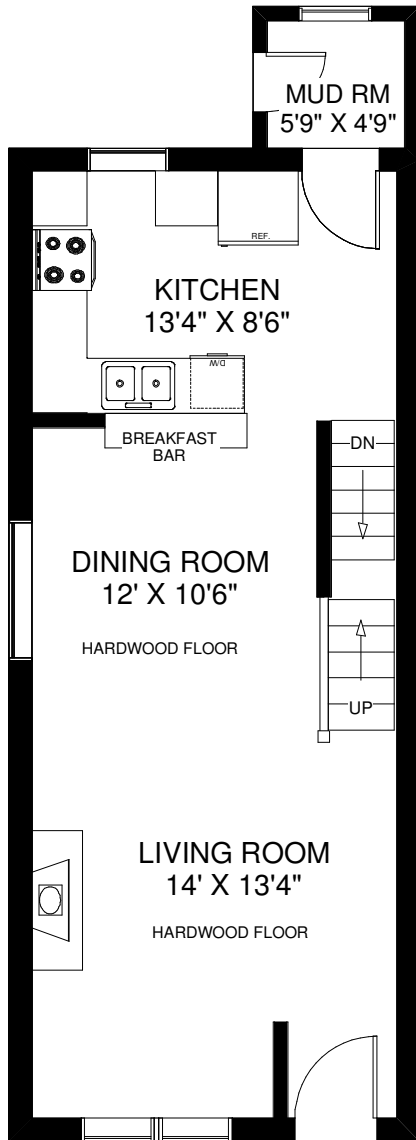 MUD RM
5'9" X 4'9"
REF.
KITCHEN
13'4" X 8'6"
D/W
BREAKFAST
BAR
DN
DINING ROOM
12' X 10'6"
HARDWOOD FLOOR
UP
LIVING ROOM
14' X 13'4"
HARDWOOD FLOOR